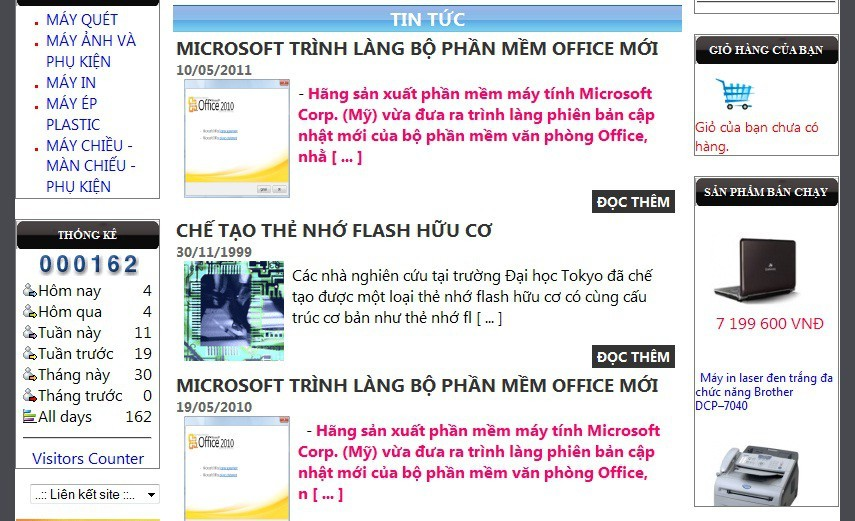 MÁY QUÉT
MÁY ẢNH VÀ
PHỤ KIỆN
MÁY IN
MÁY ÉP
PLASTIC
MÁY CHIỀU -
MÀN CHIẾU -
PHỤ KIỆN
THỐNG KÊ
000162
Hôm nay 4
Hôm qua 4
Tuần này 11
Tuần trước 19
Tháng này 30
Tháng trước 0
All days 162
Visitors Counter
..:: Liên kết site ::..
TIN TỨC
MICROSOFT TRÌNH LÀNG BỘ PHẦN MỀM OFFICE MỚI
10/05/2011
Office 2010
- Hãng sản xuất phần mềm máy tính Microsoft
Corp. (Mỹ) vừa đưa ra trình làng phiên bản cập
nhật mới của bộ phần mềm văn phòng Office,
nhằ [ ... ]
ĐỌC THÊM
CHẾ TẠO THẺ NHỚ FLASH HỮU CƠ
30/11/1999
Các nhà nghiên cứu tại trường Đại học Tokyo đã chế
tạo được một loại thẻ nhớ flash hữu cơ có cùng cấu
trúc cơ bản như thẻ nhớ fl [ ... ]
ĐỌC THÊM
MICROSOFT TRÌNH LÀNG BỘ PHẦN MỀM OFFICE MỚI
19/05/2010
Office 2010
- Hãng sản xuất phần mềm máy tính Microsoft
Corp. (Mỹ) vừa đưa ra trình làng phiên bản cập
nhật mới của bộ phần mềm văn phòng Office,
n [ ... ]
GIỎ HÀNG CỦA BẠN
Giỏ của bạn chưa có
hàng.
SẢN PHẨM BÁN CHẠY
7 199 600 VNĐ
Máy in laser đen trắng đa
chức năng Brother
DCP–7040